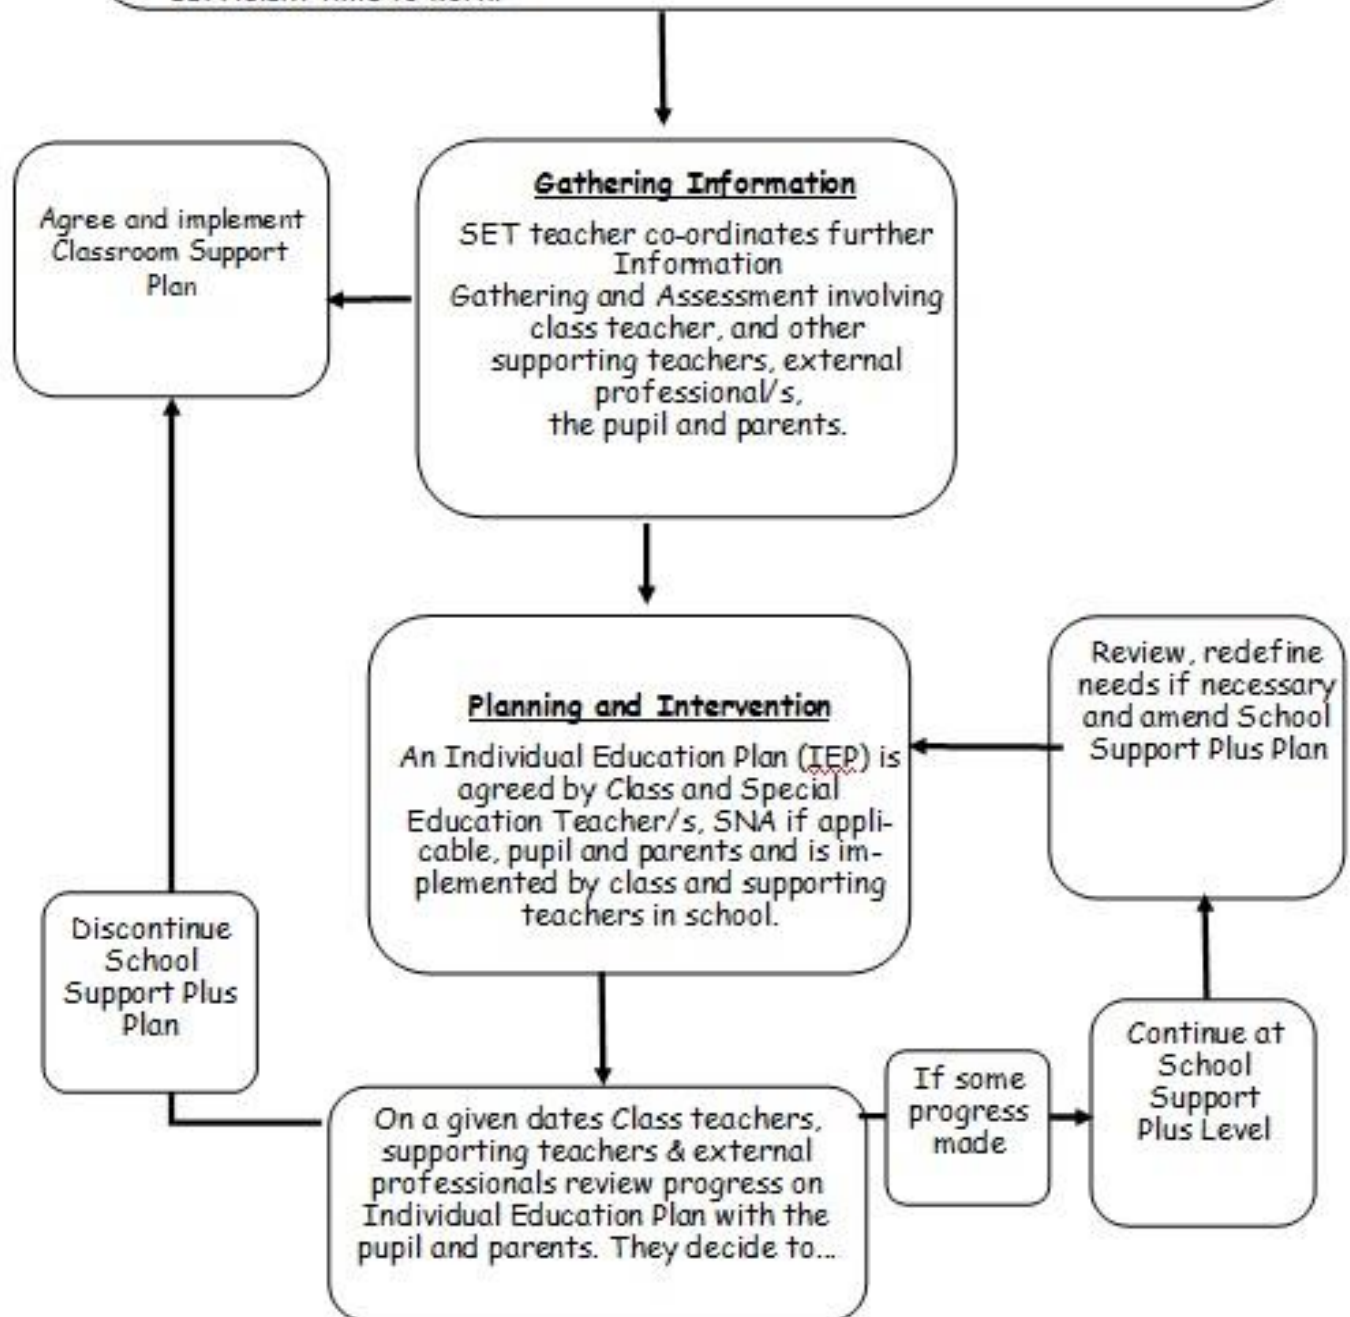 Gathering Information
SET teacher co-ordinates further
Information
Gathering and Assessment involving
class teacher, and other
supporting teachers, external
professional/s,
the pupil and parents.
Agree and implement
Classroom Support
Plan
Planning and Intervention
An Individual Education Plan (IEP) is
agreed by Class and Special
Education Teacher/s, SNA if appli-
cable, pupil and parents and is im-
plemented by class and supporting
teachers in school.
Review, redefine
needs if necessary
and amend School
Support Plus Plan
Discontinue
School
Support Plus
Plan
On a given dates Class teachers,
supporting teachers & external
professionals review progress on
Individual Education Plan with the
pupil and parents. They decide to...
If some
progress
made
Continue at
School
Support
Plus Level